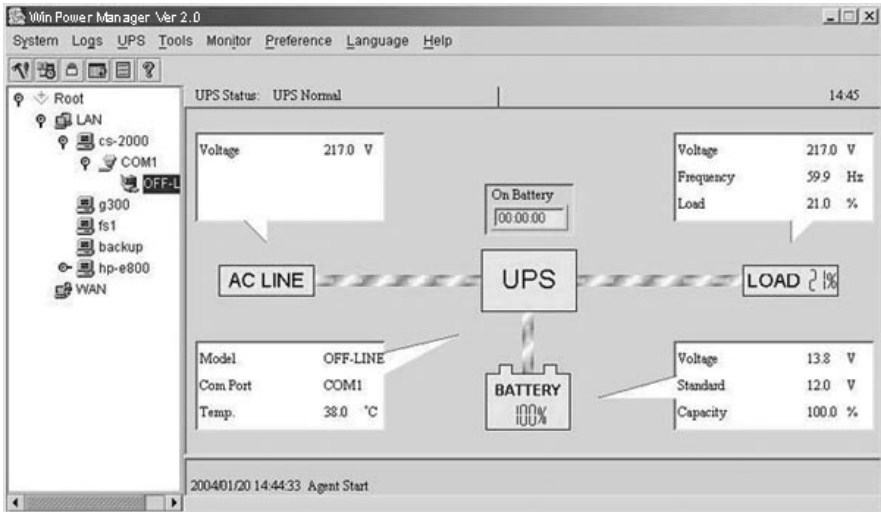 Win Power Manager Ver 2.0
System Logs UPS Tools Monitor Preference Language Help
Root
LAN
cs-2000
COM1
OFF-L
g300
fs1
backup
hp-e800
WAN
UPS Status: UPS Normal
14:45
Voltage 217.0 V
On Battery
00:00:00
Voltage 217.0 V
Frequency 59.9 Hz
Load 21.0 %
AC LINE
UPS
LOAD 21%
Model OFF-LINE
Com Port COM1
Temp. 38.0 °C
BATTERY
100%
Voltage 13.8 V
Standard 12.0 V
Capacity 100.0 %
2004/01/20 14:44:33 Agent Start